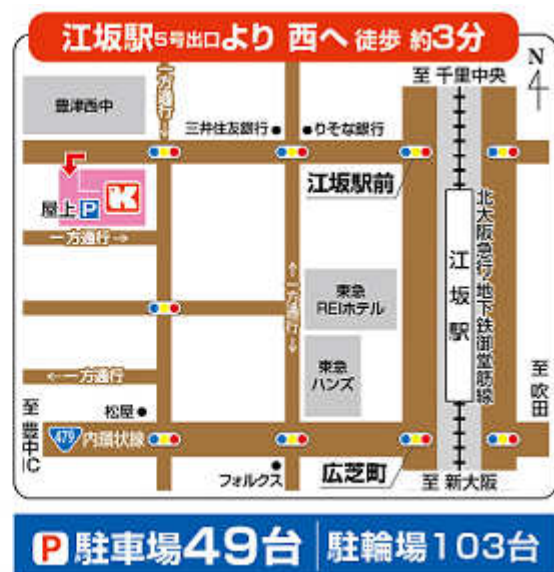 江坂駅5号出口より 西へ 徒歩 約3分
N
至 千里中央
一方通行
豊津西中
三井住友銀行
りそな銀行
江坂駅前
屋上 P K
一方通行→
北大阪急行・地下鉄御堂筋線
江坂駅
←一方通行→
東急
REIホテル
東急
ハンズ
←一方通行
至 吹田
松屋
至 豊中IC
479 内環状線
フォルクス
広芝町
至 新大阪
P 駐車場49台 駐輪場103台